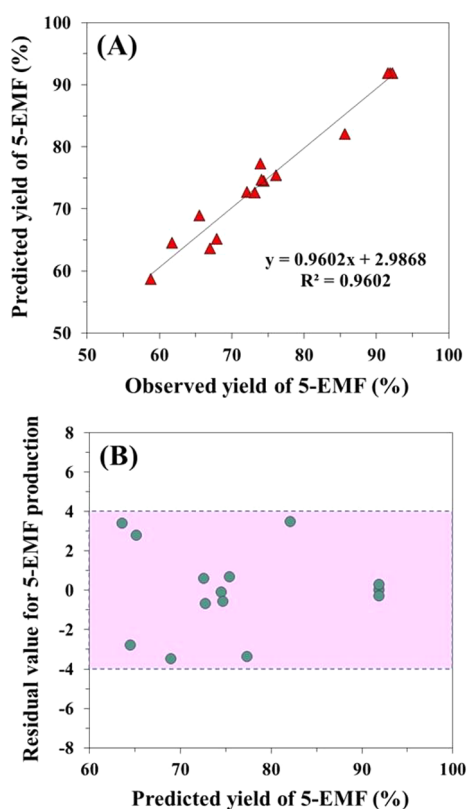 (A)
Predicted yield of 5-EMF (%)
100
90
80
70
60
50
y = 0.9602x + 2.9868
R² = 0.9602
50 60 70 80 90 100
Observed yield of 5-EMF (%)
(B)
Residual value for 5-EMF production
8
6
4
2
0
-2
-4
-6
-8
60 70 80 90 100
Predicted yield of 5-EMF (%)